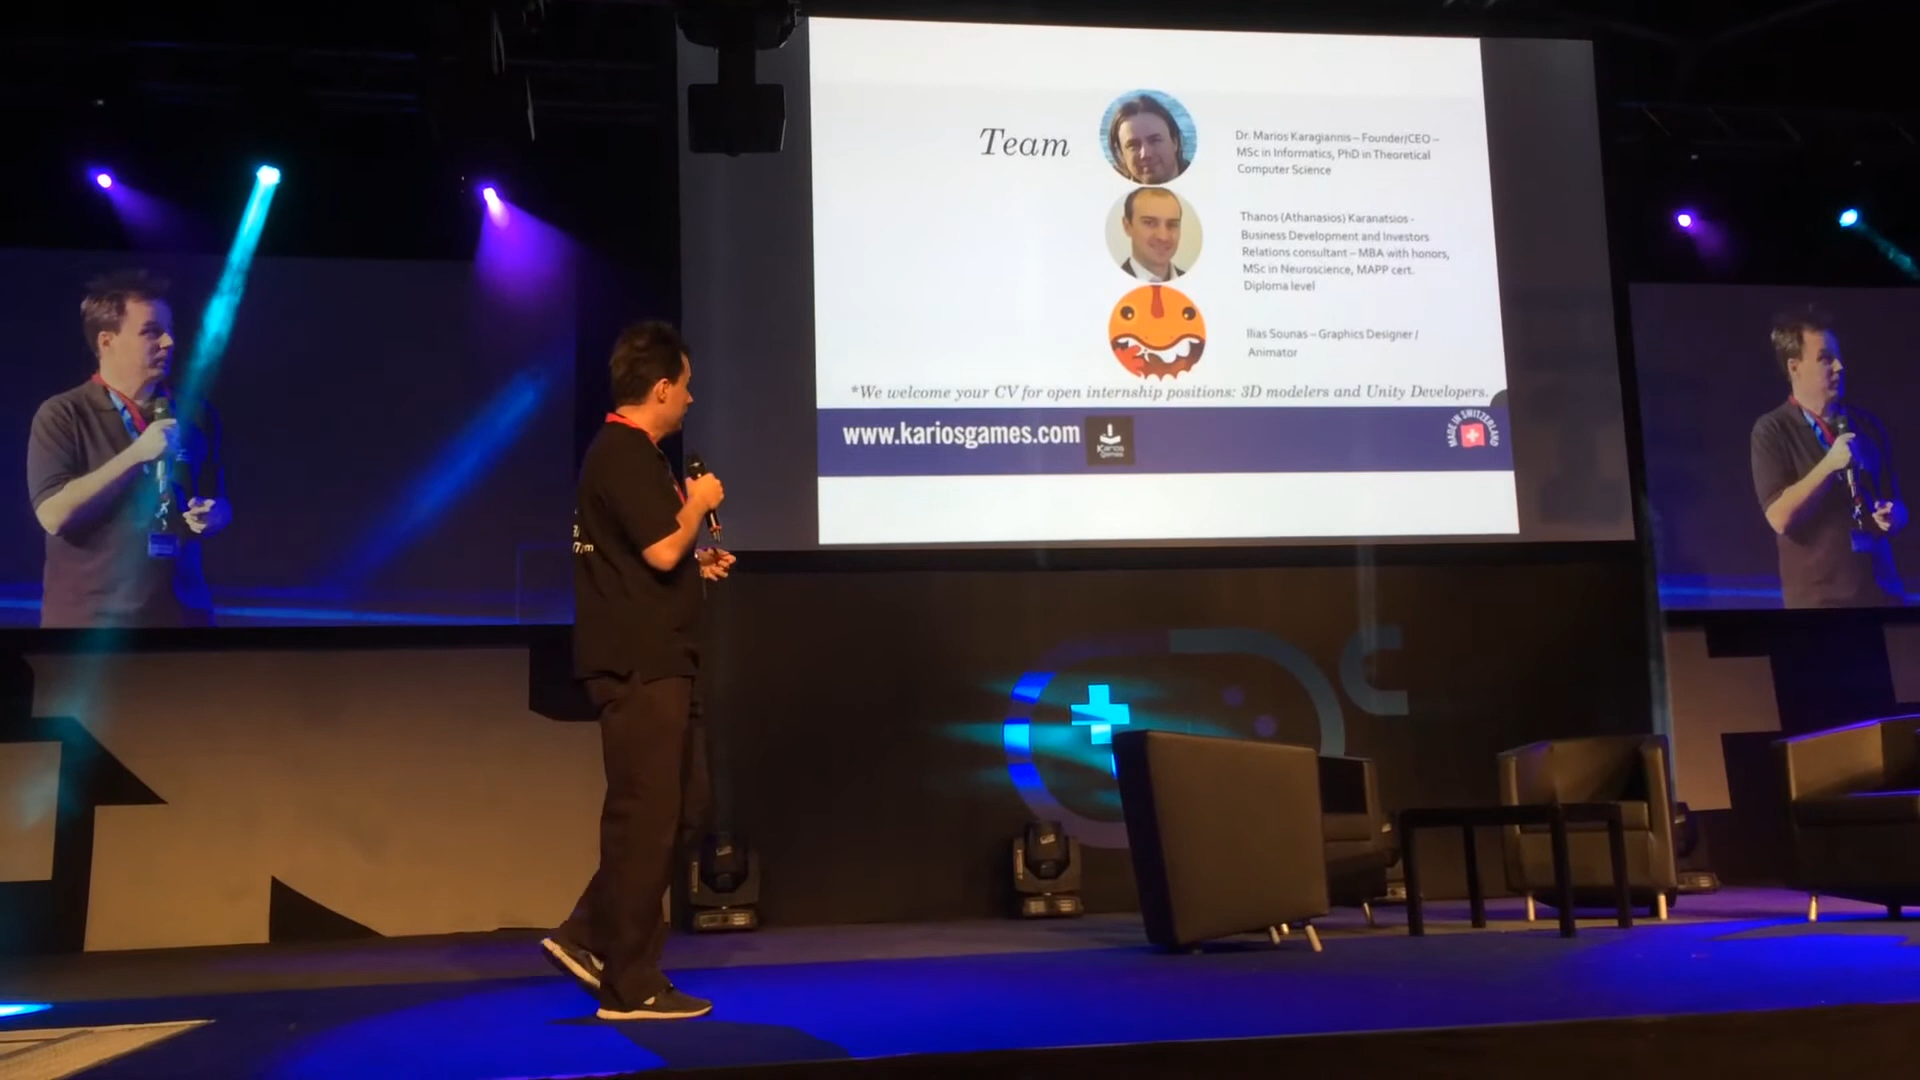 Team
Dr. Marios Karagiannis – Founder/CEO –
MSc in Informatics, PhD in Theoretical
Computer Science
Thanos (Athanasios) Karanatsios -
Business Development and Investors
Relations consultant – MBA with honors,
MSc in Neuroscience, MAPP cert.
Diploma level
Ilias Sounas – Graphics Designer /
Animator
*We welcome your CV for open internship positions: 3D modelers and Unity Developers.
www.kariosgames.com
Karios
games
MADE IN SWITZERLAND